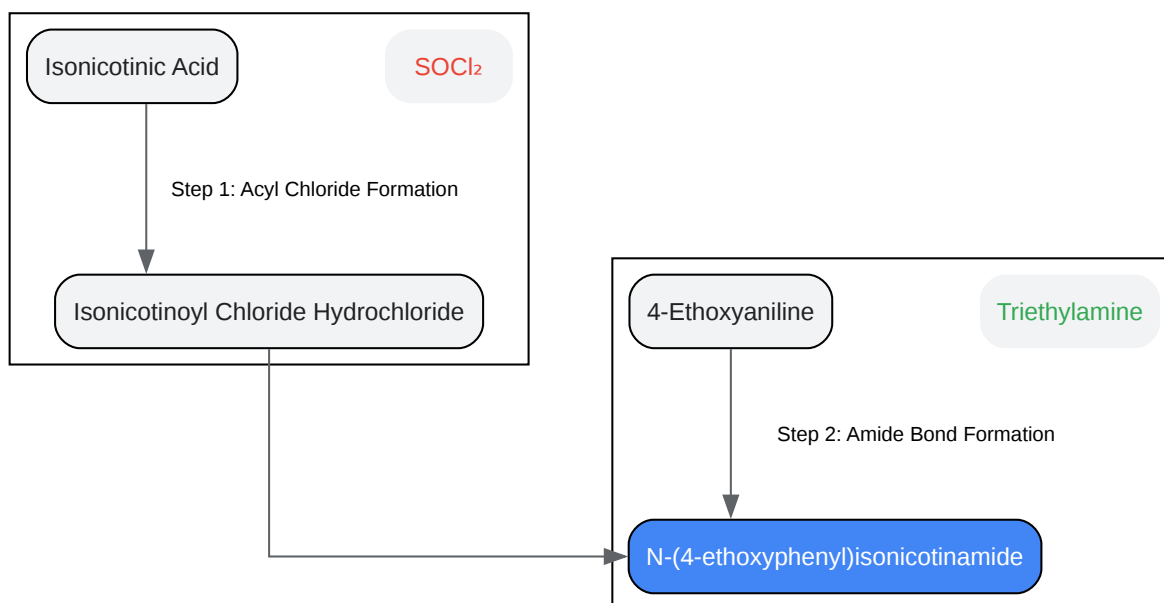 Isonicotinic Acid
SOCl₂
Step 1: Acyl Chloride Formation
Isonicotinoyl Chloride Hydrochloride
4-Ethoxyaniline
Triethylamine
Step 2: Amide Bond Formation
N-(4-ethoxyphenyl)isonicotinamide